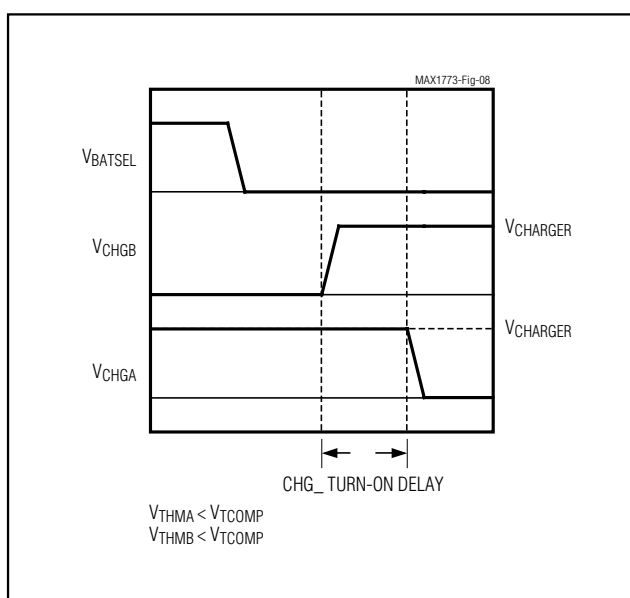 MAX1773-Fig-08
VBATSEL
VCHARGER
VCHGB
VCHARGER
VCHGA
CHG_ TURN-ON DELAY
VTHMA < VTCOMP
VTHMB < VTCOMP